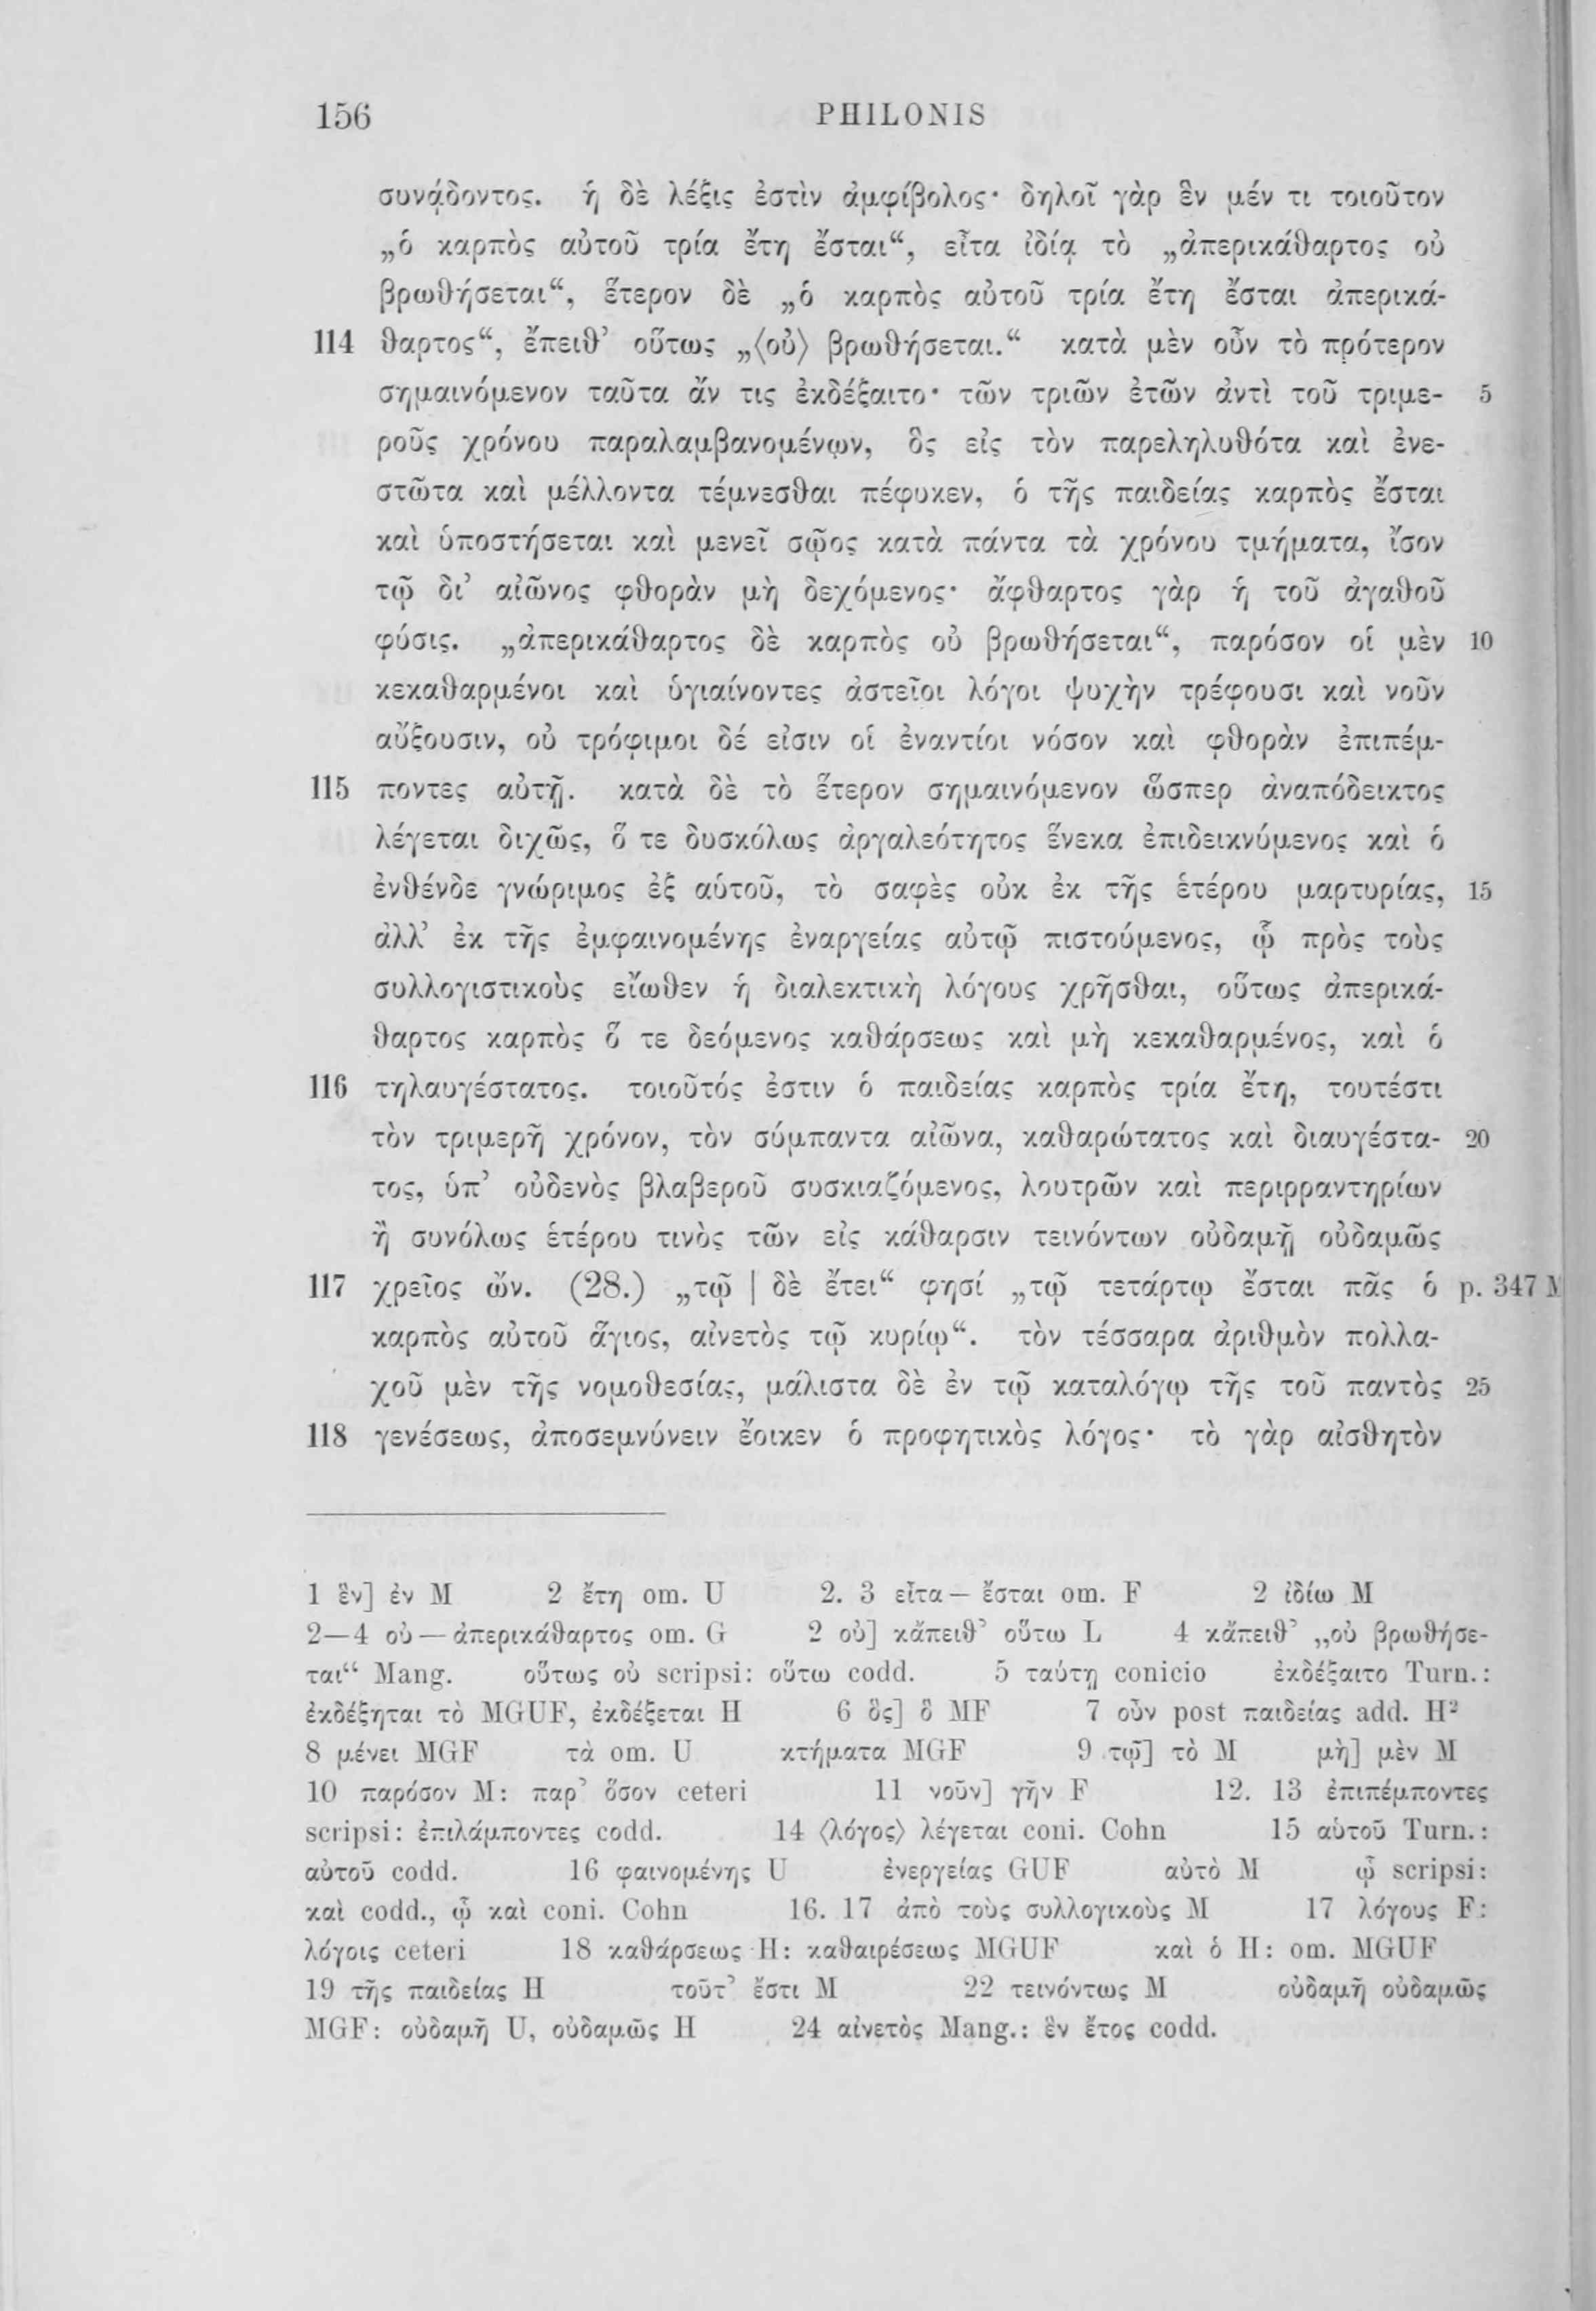 156 PHILONIS
συνᾴδοντος. ἡ δὲ λέξις ἐστὶν ἀμφίβολος· δηλοῖ γὰρ ἓν μέν τι τοιοῦτον
„ὁ καρπὸς αὐτοῦ τρία ἔτη ἔσται“, εἶτα ἰδίᾳ τὸ „ἀπερικάθαρτος οὐ
βρωθήσεται“, ἕτερον δὲ „ὁ καρπὸς αὐτοῦ τρία ἔτη ἔσται ἀπερικά-
114 θαρτος“, ἔπειθ’ οὕτως „⟨οὐ⟩ βρωθήσεται.“ κατὰ μὲν οὖν τὸ πρότερον
σημαινόμενον ταῦτα ἄν τις ἐκδέξαιτο· τῶν τριῶν ἐτῶν ἀντὶ τοῦ τριμε- 5
ροῦς χρόνου παραλαμβανομένων, ὃς εἰς τὸν παρεληλυθότα καὶ ἐνε-
στῶτα καὶ μέλλοντα τέμνεσθαι πέφυκεν, ὁ τῆς παιδείας καρπὸς ἔσται
καὶ ὑποστήσεται καὶ μενεῖ σῷος κατὰ πάντα τὰ χρόνου τμήματα, ἴσον
τῷ δι’ αἰῶνος φθορὰν μὴ δεχόμενος· ἄφθαρτος γὰρ ἡ τοῦ ἀγαθοῦ
φύσις. „ἀπερικάθαρτος δὲ καρπὸς οὐ βρωθήσεται“, παρόσον οἱ μὲν 10
κεκαθαρμένοι καὶ ὑγιαίνοντες ἀστεῖοι λόγοι ψυχὴν τρέφουσι καὶ νοῦν
αὔξουσιν, οὐ τρόφιμοι δέ εἰσιν οἱ ἐναντίοι νόσον καὶ φθορὰν ἐπιπέμ-
115 ποντες αὐτῇ. κατὰ δὲ τὸ ἕτερον σημαινόμενον ὥσπερ ἀναπόδεικτος
λέγεται διχῶς, ὅ τε δυσκόλως ἀργαλεότητος ἕνεκα ἐπιδεικνύμενος καὶ ὁ
ἐνθένδε γνώριμος ἐξ αὑτοῦ, τὸ σαφὲς οὐκ ἐκ τῆς ἑτέρου μαρτυρίας, 15
ἀλλ’ ἐκ τῆς ἐμφαινομένης ἐναργείας αὐτῷ πιστούμενος, ᾧ πρὸς τοὺς
συλλογιστικοὺς εἴωθεν ἡ διαλεκτικὴ λόγους χρῆσθαι, οὕτως ἀπερικά-
θαρτος καρπὸς ὅ τε δεόμενος καθάρσεως καὶ μὴ κεκαθαρμένος, καὶ ὁ
116 τηλαυγέστατος. τοιοῦτός ἐστιν ὁ παιδείας καρπὸς τρία ἔτη, τουτέστι
τὸν τριμερῆ χρόνον, τὸν σύμπαντα αἰῶνα, καθαρώτατος καὶ διαυγέστα- 20
τος, ὑπ’ οὐδενὸς βλαβεροῦ συσκιαζόμενος, λουτρῶν καὶ περιρραντηρίων
ἢ συνόλως ἑτέρου τινὸς τῶν εἰς κάθαρσιν τεινόντων οὐδαμῇ οὐδαμῶς
117 χρεῖος ὤν. (28.) „τῷ | δὲ ἔτει“ φησί „τῷ τετάρτῳ ἔσται πᾶς ὁ p. 347 M
καρπὸς αὐτοῦ ἅγιος, αἰνετὸς τῷ κυρίῳ“. τὸν τέσσαρα ἀριθμὸν πολλα-
χοῦ μὲν τῆς νομοθεσίας, μάλιστα δὲ ἐν τῷ καταλόγῳ τῆς τοῦ παντὸς 25
118 γενέσεως, ἀποσεμνύνειν ἔοικεν ὁ προφητικὸς λόγος· τὸ γὰρ αἰσθητὸν
1 ἓν] ἐν M 2 ἔτη om. U 2. 3 εἶτα — ἔσται om. F 2 ἰδίω M
2—4 οὐ — ἀπερικάθαρτος om. G 2 οὐ] κἄπειθ’ οὕτω L 4 κἄπειθ’ „οὐ βρωθήσε-
ται“ Mang. οὕτως οὐ scripsi: οὕτω codd. 5 ταύτῃ conicio ἐκδέξαιτο Turn.:
ἐκδέξηται τὸ MGUF, ἐκδέξεται H 6 ὃς] ὃ MF 7 οὖν post παιδείας add. H²
8 μένει MGF τὰ om. U κτήματα MGF 9 τῷ] τὸ M μὴ] μὲν M
10 παρόσον M: παρ’ ὅσον ceteri 11 νοῦν] γῆν F 12. 13 ἐπιπέμποντες
scripsi: ἐπιλάμποντες codd. 14 ⟨λόγος⟩ λέγεται coni. Cohn 15 αὑτοῦ Turn.:
αὐτοῦ codd. 16 φαινομένης U ἐνεργείας GUF αὐτὸ M ᾧ scripsi:
καὶ codd., ᾧ καὶ coni. Cohn 16. 17 ἀπὸ τοὺς συλλογικοὺς M 17 λόγους F:
λόγοις ceteri 18 καθάρσεως H: καθαιρέσεως MGUF καὶ ὁ H: om. MGUF
19 τῆς παιδείας H τοῦτ’ ἔστι M 22 τεινόντως M οὐδαμῆ οὐδαμῶς
MGF: οὐδαμῆ U, οὐδαμῶς H 24 αἰνετὸς Mang.: ἓν ἔτος codd.